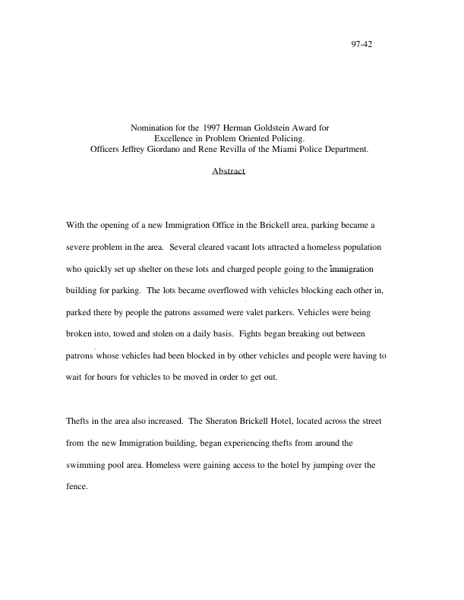 97-42
Nomination for the 1997 Herman Goldstein Award for
Excellence in Problem Oriented Policing.
Officers Jeffrey Giordano and Rene Revilla of the Miami Police Department.
Abstract
With the opening of a new Immigration Office in the Brickell area, parking became a
severe problem in the area. Several cleared vacant lots attracted a homeless population
who quickly set up shelter on these lots and charged people going to the immigration
building for parking. The lots became overflowed with vehicles blocking each other in,
parked there by people the patrons assumed were valet parkers. Vehicles were being
broken into, towed and stolen on a daily basis. Fights began breaking out between
patrons whose vehicles had been blocked in by other vehicles and people were having to
wait for hours for vehicles to be moved in order to get out.
Thefts in the area also increased. The Sheraton Brickell Hotel, located across the street
from the new Immigration building, began experiencing thefts from around the
swimming pool area. Homeless were gaining access to the hotel by jumping over the
fence.